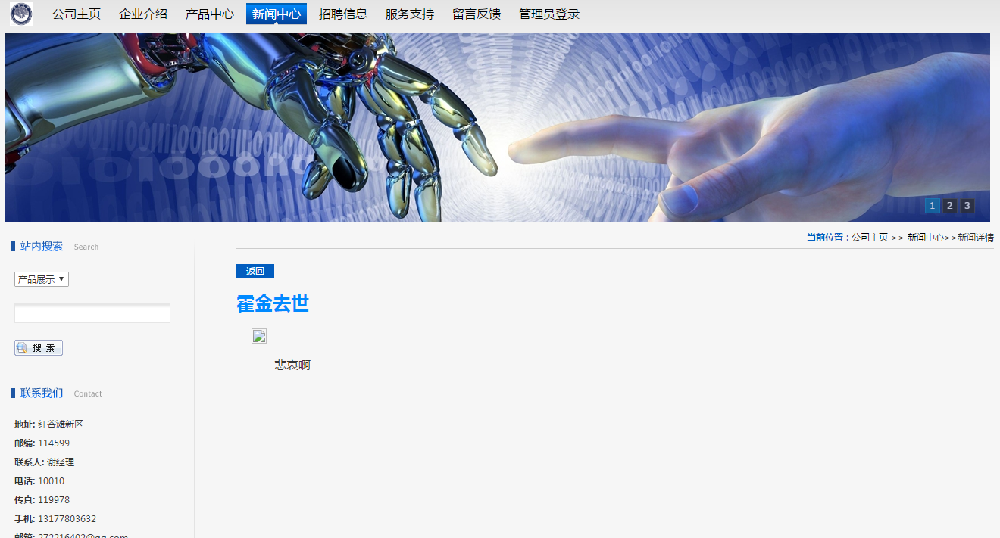 公司主页 企业介绍 产品中心 新闻中心 招聘信息 服务支持 留言反馈 管理员登录
1 2 3
当前位置：公司主页 >> 新闻中心>>新闻详情
站内搜索 Search
产品展示
搜 索
联系我们 Contact
地址: 红谷滩新区
邮编: 114599
联系人: 谢经理
电话: 10010
传真: 119978
手机: 13177803632
邮箱: 272216402@qq.com
返回
霍金去世
悲哀啊